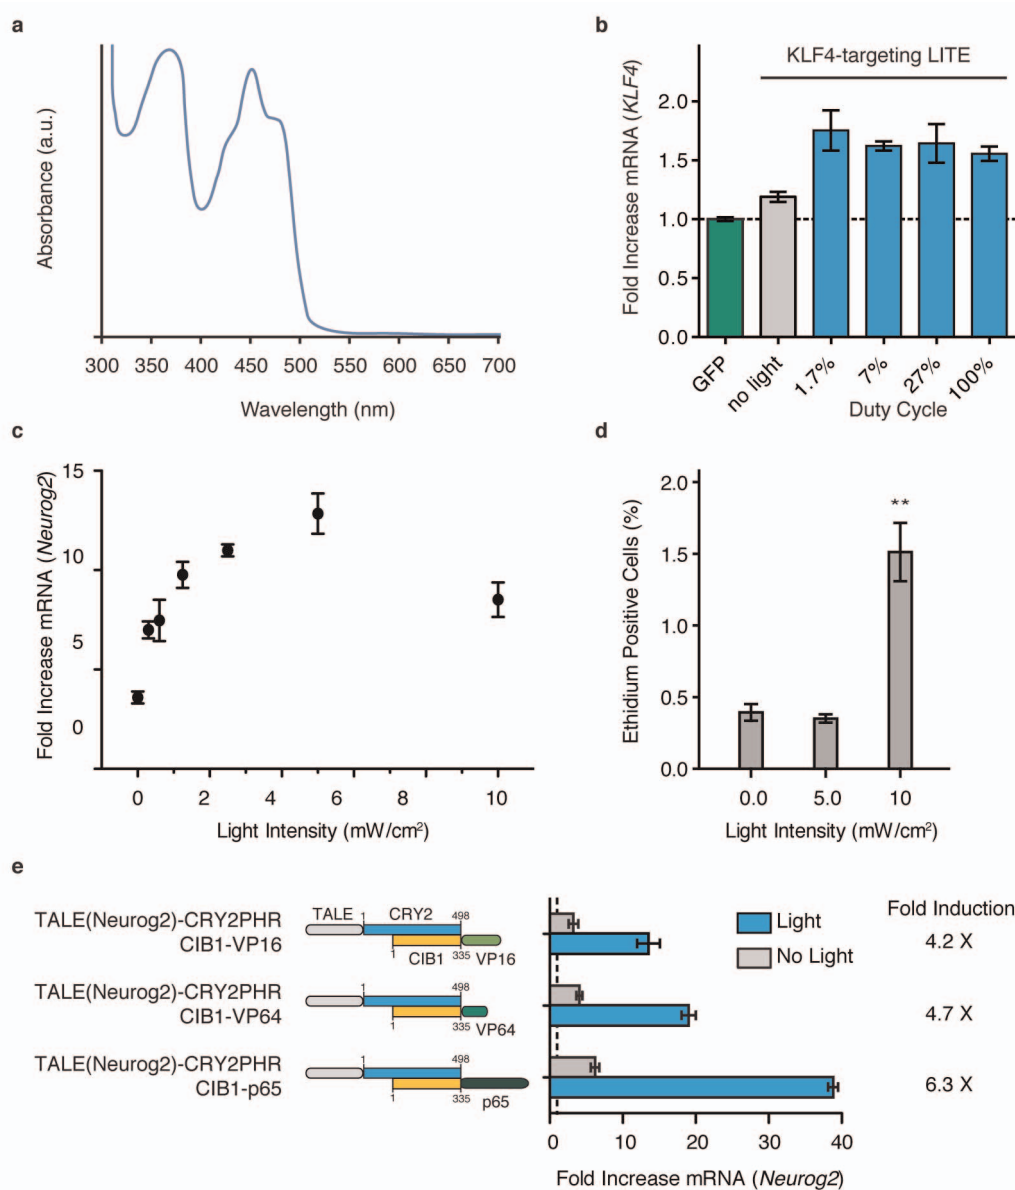 a
Absorbance (a.u.)
300 350 400 450 500 550 600 650 700
Wavelength (nm)
b
KLF4-targeting LITE
Fold Increase mRNA (KLF4)
2.0
1.5
1.0
0.0
GFP
no light
1.7%
7%
27%
100%
Duty Cycle
c
Fold Increase mRNA (Neurog2)
15
10
5
0
0 2 4 6 8 10
Light Intensity (mW/cm²)
d
Ethidium Positive Cells (%)
2.0
1.5
1.0
0.5
0.0
**
0.0 5.0 10
Light Intensity (mW/cm²)
e
TALE(Neurog2)-CRY2PHR
CIB1-VP16
TALE 1 CRY2 498
1 CIB1 335 VP16
TALE(Neurog2)-CRY2PHR
CIB1-VP64
1 498
1 335 VP64
TALE(Neurog2)-CRY2PHR
CIB1-p65
1 498
1 335 p65
Light
No Light
Fold Induction
4.2 X
4.7 X
6.3 X
0 10 20 30 40
Fold Increase mRNA (Neurog2)